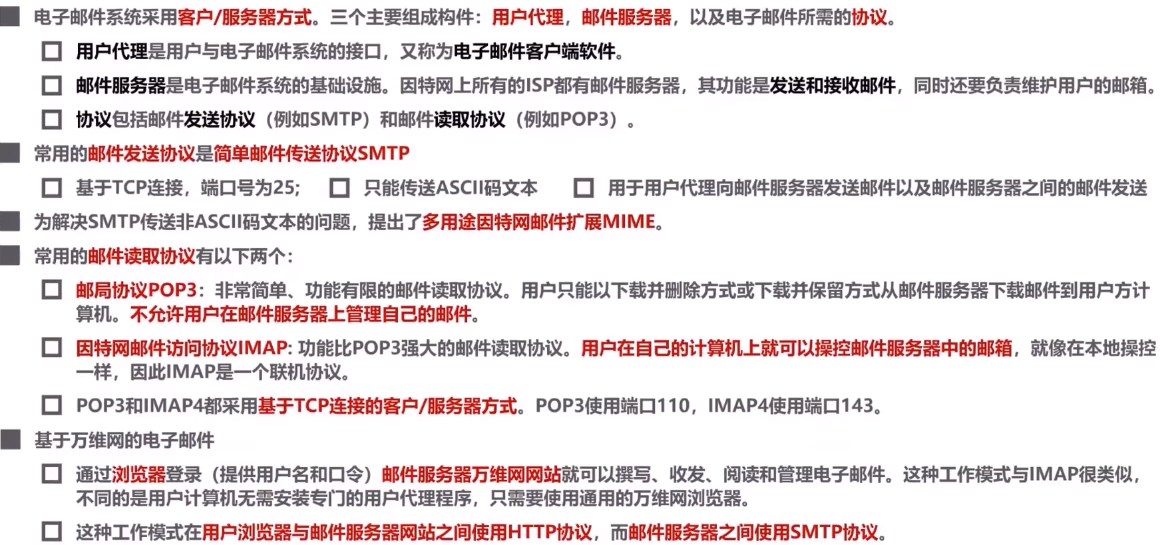 电子邮件系统采用客户/服务器方式。三个主要组成构件：用户代理，邮件服务器，以及电子邮件所需的协议。
用户代理是用户与电子邮件系统的接口，又称为电子邮件客户端软件。
邮件服务器是电子邮件系统的基础设施。因特网上所有的ISP都有邮件服务器，其功能是发送和接收邮件，同时还要负责维护用户的邮箱。
协议包括邮件发送协议（例如SMTP）和邮件读取协议（例如POP3）。
常用的邮件发送协议是简单邮件传送协议SMTP
基于TCP连接，端口号为25; 只能传送ASCII码文本 用于用户代理向邮件服务器发送邮件以及邮件服务器之间的邮件发送
为解决SMTP传送非ASCII码文本的问题，提出了多用途因特网邮件扩展MIME。
常用的邮件读取协议有以下两个：
邮局协议POP3：非常简单、功能有限的邮件读取协议。用户只能以下载并删除方式或下载并保留方式从邮件服务器下载邮件到用户方计
算机。不允许用户在邮件服务器上管理自己的邮件。
因特网邮件访问协议IMAP: 功能比POP3强大的邮件读取协议。用户在自己的计算机上就可以操控邮件服务器中的邮箱，就像在本地操控
一样，因此IMAP是一个联机协议。
POP3和IMAP4都采用基于TCP连接的客户/服务器方式。POP3使用端口110，IMAP4使用端口143。
基于万维网的电子邮件
通过浏览器登录（提供用户名和口令）邮件服务器万维网网站就可以撰写、收发、阅读和管理电子邮件。这种工作模式与IMAP很类似，
不同的是用户计算机无需安装专门的用户代理程序，只需要使用通用的万维网浏览器。
这种工作模式在用户浏览器与邮件服务器网站之间使用HTTP协议，而邮件服务器之间使用SMTP协议。